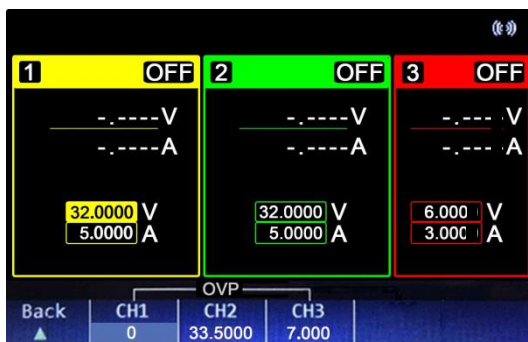 1 OFF 2 OFF 3 OFF
-.----V -.----V -.--- V
-.----A -.----A -.--- A
32.0000 V 32.0000 V 6.000 V
5.0000 A 5.0000 A 3.000 A
OVP
Back CH1 CH2 CH3
0 33.5000 7.000